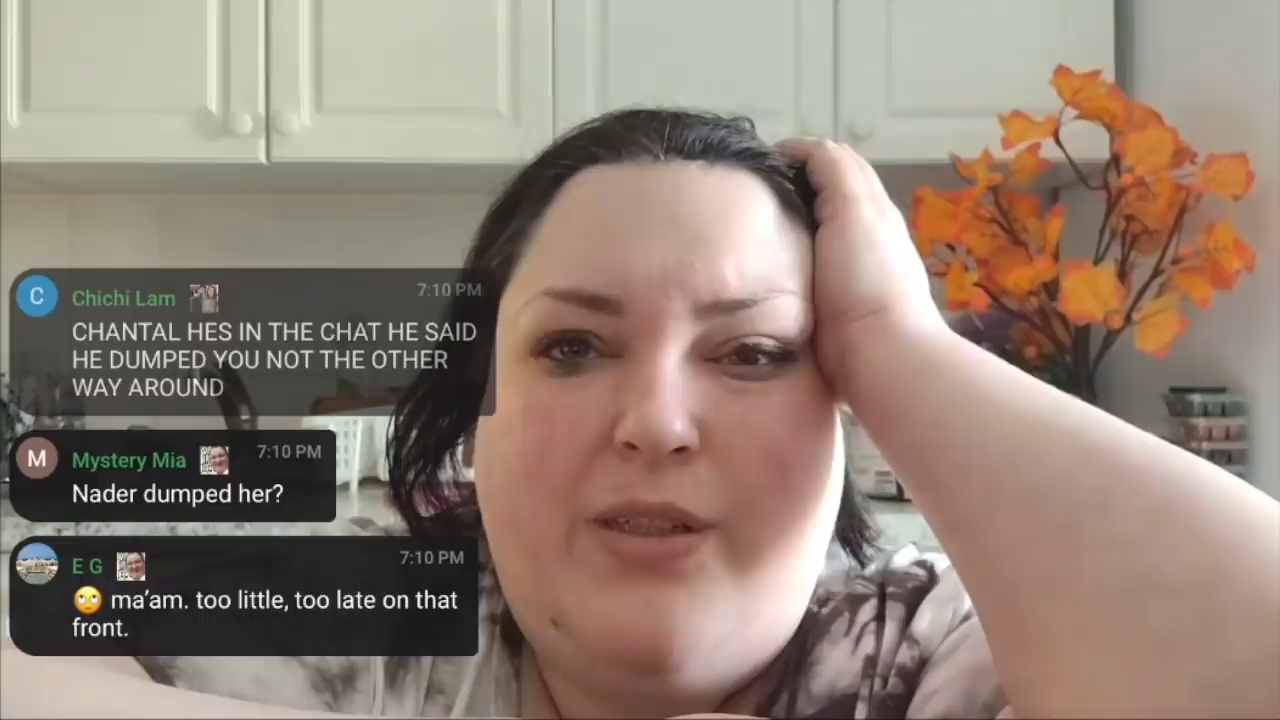 C
Chichi Lam
7:10 PM
CHANTAL HES IN THE CHAT HE SAID
HE DUMPED YOU NOT THE OTHER
WAY AROUND
M
Mystery Mia
7:10 PM
Nader dumped her?
E G
7:10 PM
🙄 ma'am. too little, too late on that
front.